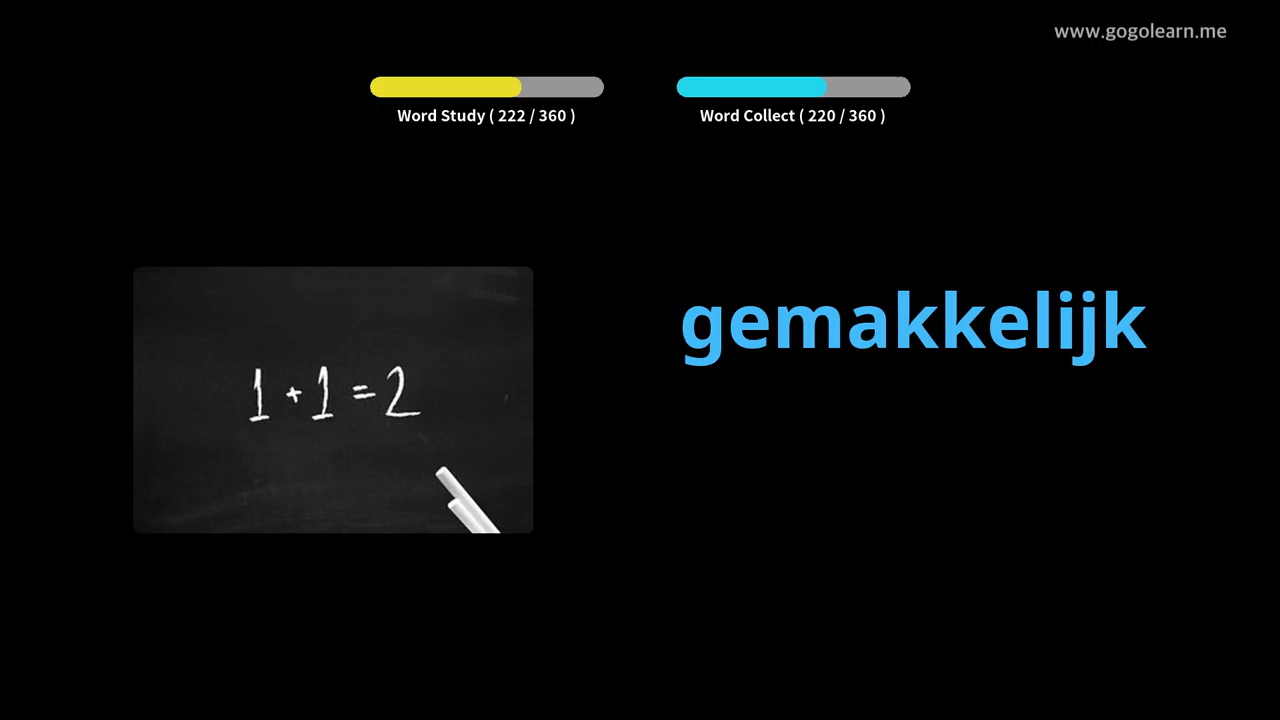 www.gogolearn.me
Word Study ( 222 / 360 )
Word Collect ( 220 / 360 )
gemakkelijk
1 + 1 = 2